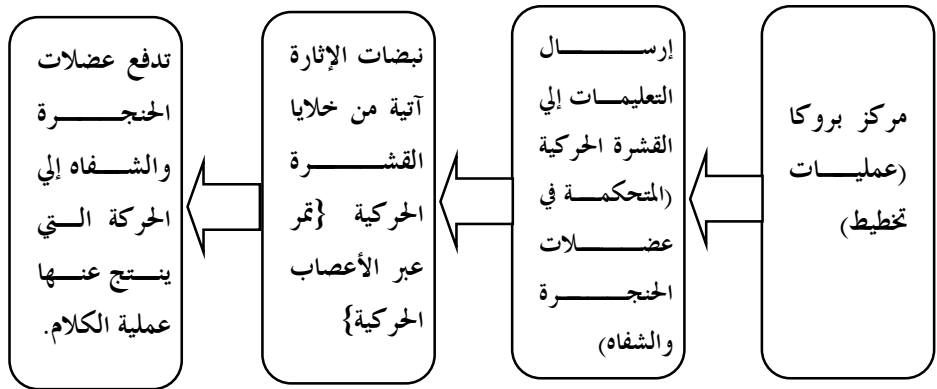 مركز بروكا
(عمليات
تخطيط)
إرسال
التعليمات إلي
القشرة الحركية
(المتحكمة في
عضلات
الحنجرة
والشفاه)
نبضات الإثارة
آتية من خلايا
القشرة
الحركية {تمر
عبر الأعصاب
الحركية}
تدفع عضلات
الحنجرة
والشفاه إلي
الحركة التي
ينتج عنها
عملية الكلام.